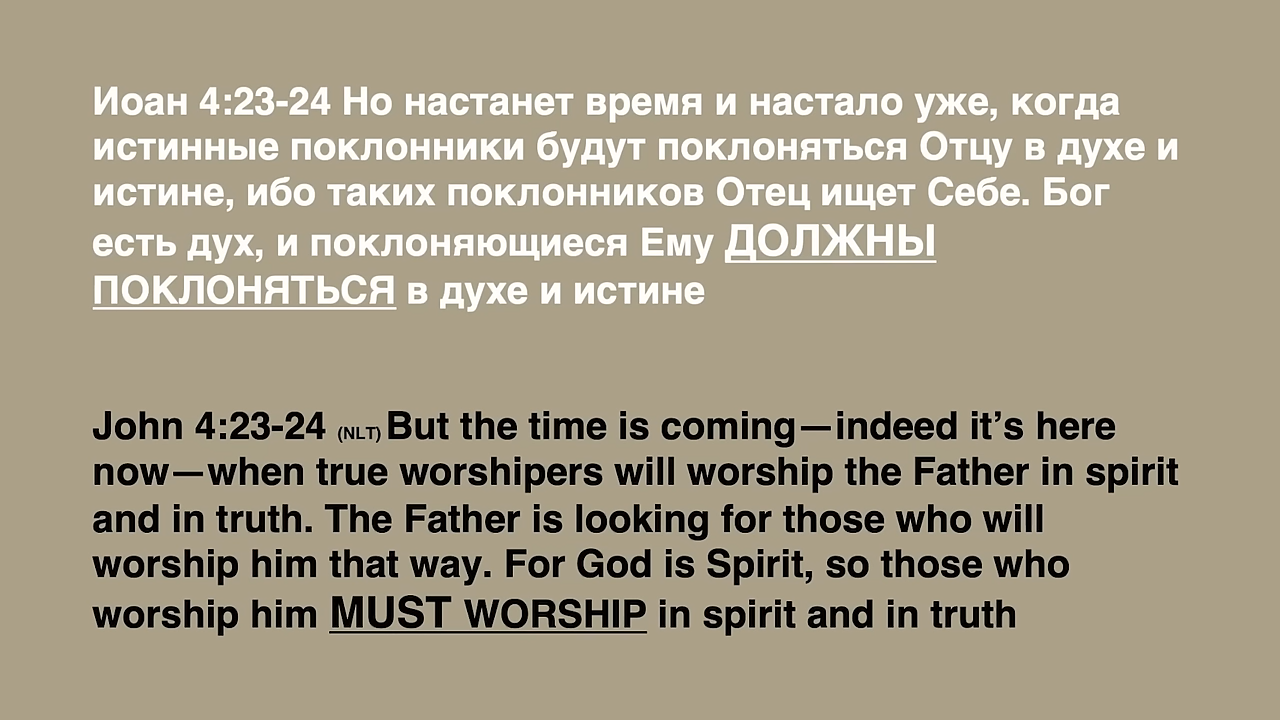 Иоан 4:23-24 Но настанет время и настало уже, когда
истинные поклонники будут поклоняться Отцу в духе и
истине, ибо таких поклонников Отец ищет Себе. Бог
есть дух, и поклоняющиеся Ему ДОЛЖНЫ
ПОКЛОНЯТЬСЯ в духе и истине
John 4:23-24 (NLT) But the time is coming—indeed it’s here
now—when true worshipers will worship the Father in spirit
and in truth. The Father is looking for those who will
worship him that way. For God is Spirit, so those who
worship him MUST WORSHIP in spirit and in truth